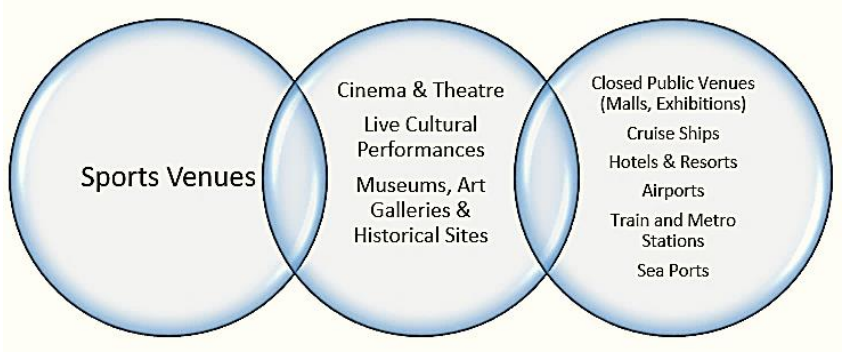 Sports Venues
Cinema & Theatre
Live Cultural
Performances
Museums, Art
Galleries &
Historical Sites
Closed Public Venues
(Malls, Exhibitions)
Cruise Ships
Hotels & Resorts
Airports
Train and Metro
Stations
Sea Ports